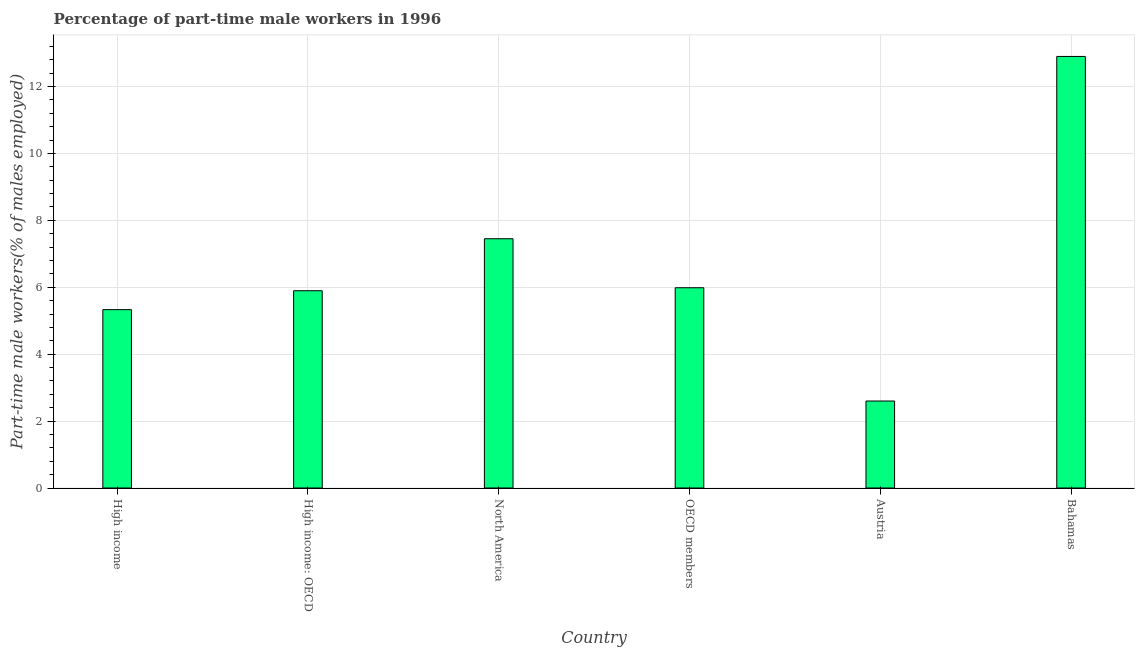 Percentage of part-time male workers in 1996
Part-time male workers(% of males employed)
12
10
8
6
4
2
0
High income
High income: OECD
North America
OECD members
Austria
Bahamas
Country